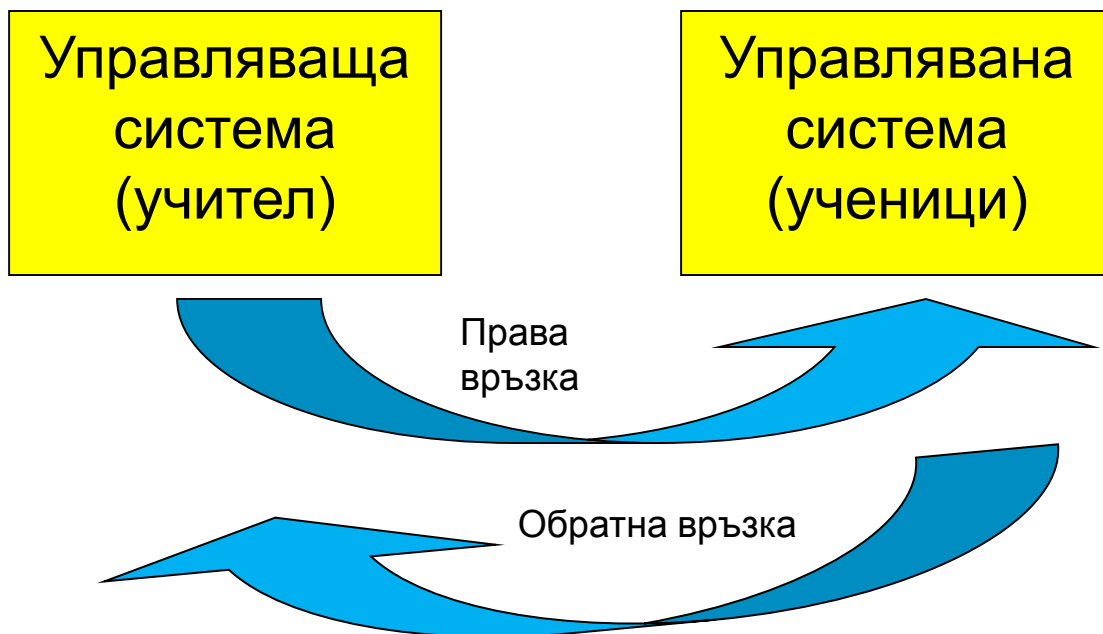 Управляваща
система
(учител)
Управлявана
система
(ученици)
Права
връзка
Обратна връзка